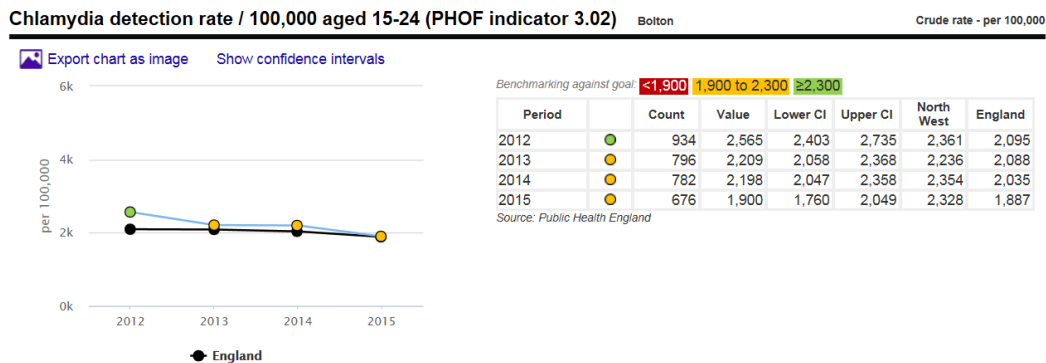 Chlamydia detection rate / 100,000 aged 15-24 (PHOF indicator 3.02) Bolton Crude rate - per 100,000
Export chart as image Show confidence intervals
Benchmarking against goal: <1,900 1,900 to 2,300 ≥2,300
6k
4k
2k
0k
per 100,000
2012 2013 2014 2015
England
Period Count Value Lower CI Upper CI North West England
2012 934 2,565 2,403 2,735 2,361 2,095
2013 796 2,209 2,058 2,368 2,236 2,088
2014 782 2,198 2,047 2,358 2,354 2,035
2015 676 1,900 1,760 2,049 2,328 1,887
Source: Public Health England